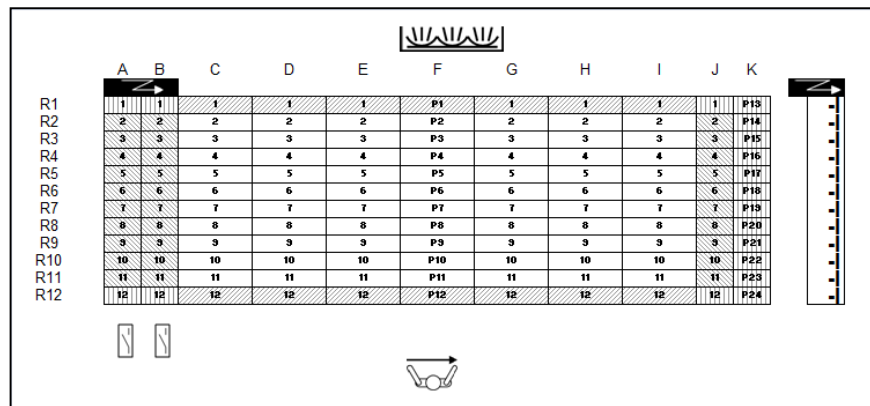 A B C D E F G H I J K
R1 1 1 1 1 1 P1 1 1 1 1 P13
R2 2 2 2 2 2 P2 2 2 2 2 P14
R3 3 3 3 3 3 P3 3 3 3 3 P15
R4 4 4 4 4 4 P4 4 4 4 4 P16
R5 5 5 5 5 5 P5 5 5 5 5 P17
R6 6 6 6 6 6 P6 6 6 6 6 P18
R7 7 7 7 7 7 P7 7 7 7 7 P19
R8 8 8 8 8 8 P8 8 8 8 8 P20
R9 9 9 9 9 9 P9 9 9 9 9 P21
R10 10 10 10 10 10 P10 10 10 10 10 P22
R11 11 11 11 11 11 P11 11 11 11 11 P23
R12 12 12 12 12 12 P12 12 12 12 12 P24